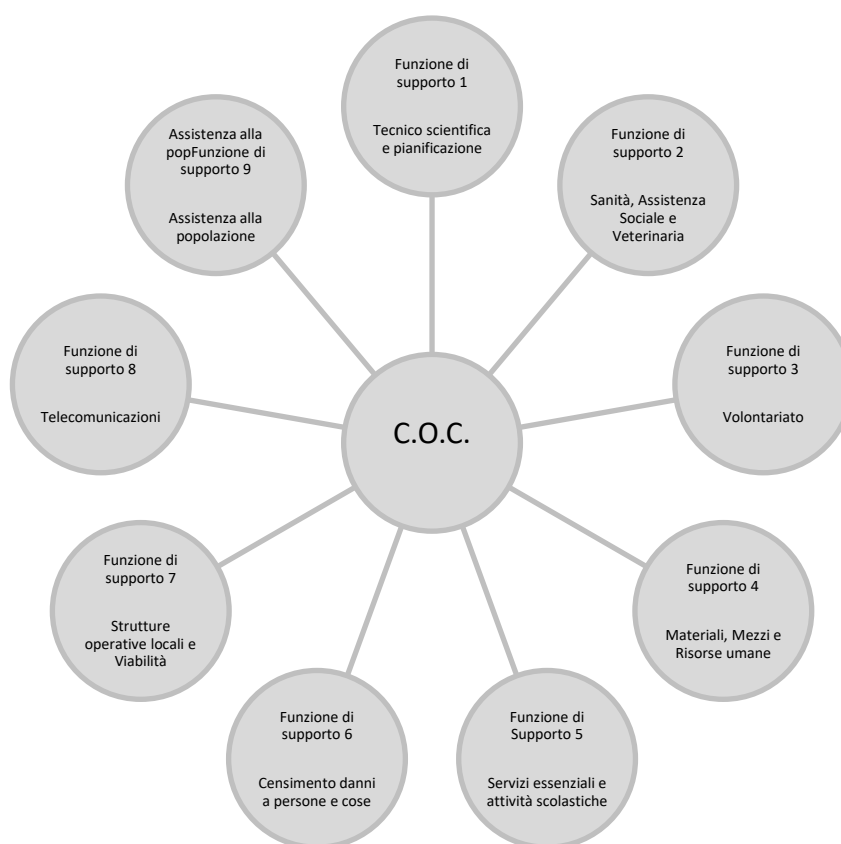 Funzione di
supporto 1
Tecnico scientifica
e pianificazione
Funzione di
supporto 2
Sanità, Assistenza
Sociale e
Veterinaria
Funzione di
supporto 3
Volontariato
Funzione di
supporto 4
Materiali, Mezzi e
Risorse umane
Funzione di
Supporto 5
Servizi essenziali e
attività scolastiche
Funzione di
supporto 6
Censimento danni
a persone e cose
Funzione di
supporto 7
Strutture
operative locali e
Viabilità
Funzione di
supporto 8
Telecomunicazioni
Assistenza alla
popFunzione di
supporto 9
Assistenza alla
popolazione
C.O.C.